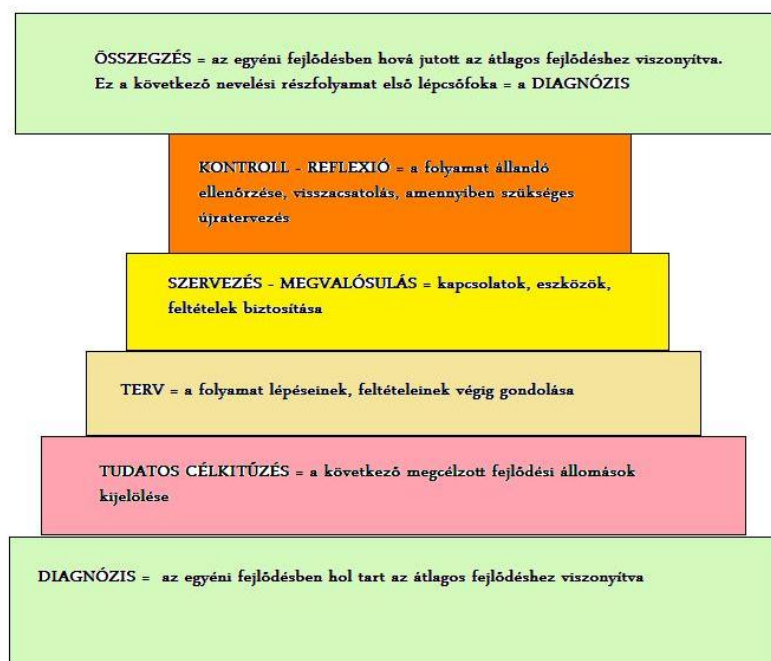 ÖSSZEGZÉS = az egyéni fejlődésben hová jutott az átlagos fejlődéshez viszonyítva.
Ez a következő nevelési részfolyamat első lépcsőfoka = a DIAGNÓZIS
KONTROLL - REFLEXIÓ = a folyamat állandó
ellenőrzése, visszacsatolás, amennyiben szükséges
újratervezés
SZERVEZÉS - MEGVALÓSULÁS = kapcsolatok, eszközök,
feltételek biztosítása
TERV = a folyamat lépéseinek, feltételeinek végig gondolása
TUDATOS CÉLKITŰZÉS = a következő megcélzott fejlődési állomások
kijelölése
DIAGNÓZIS = az egyéni fejlődésben hol tart az átlagos fejlődéshez viszonyítva